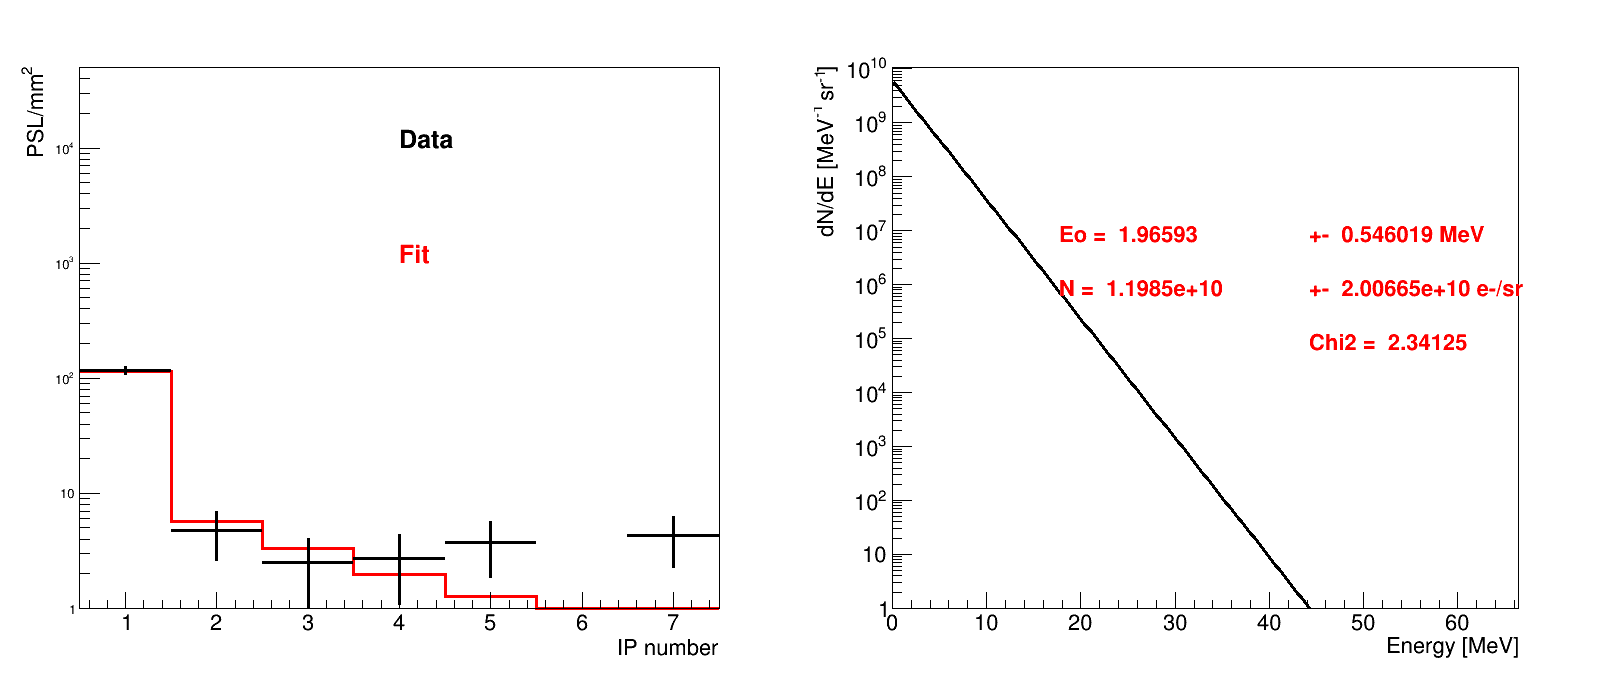 PSL/mm²
10⁴
10³
10²
10
1
Data
Fit
1 2 3 4 5 6 7
IP number
dN/dE [MeV⁻¹ sr⁻¹]
10¹⁰
10⁹
10⁸
10⁷
10⁶
10⁵
10⁴
10³
10²
10
1
Eo = 1.96593 +- 0.546019 MeV
N = 1.1985e+10 +- 2.00665e+10 e-/sr
Chi2 = 2.34125
0 10 20 30 40 50 60
Energy [MeV]